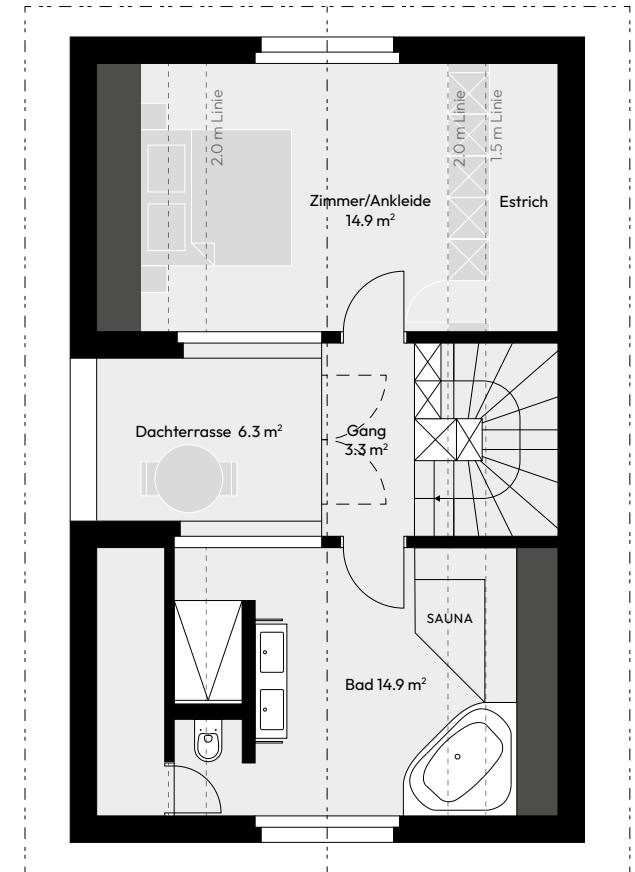 2.0 m Linie
2.0 m Linie
1.5 m Linie
Zimmer/Ankleide
14.9 m²
Estrich
Dachterrasse 6.3 m²
Gang
3.3 m²
SAUNA
Bad 14.9 m²